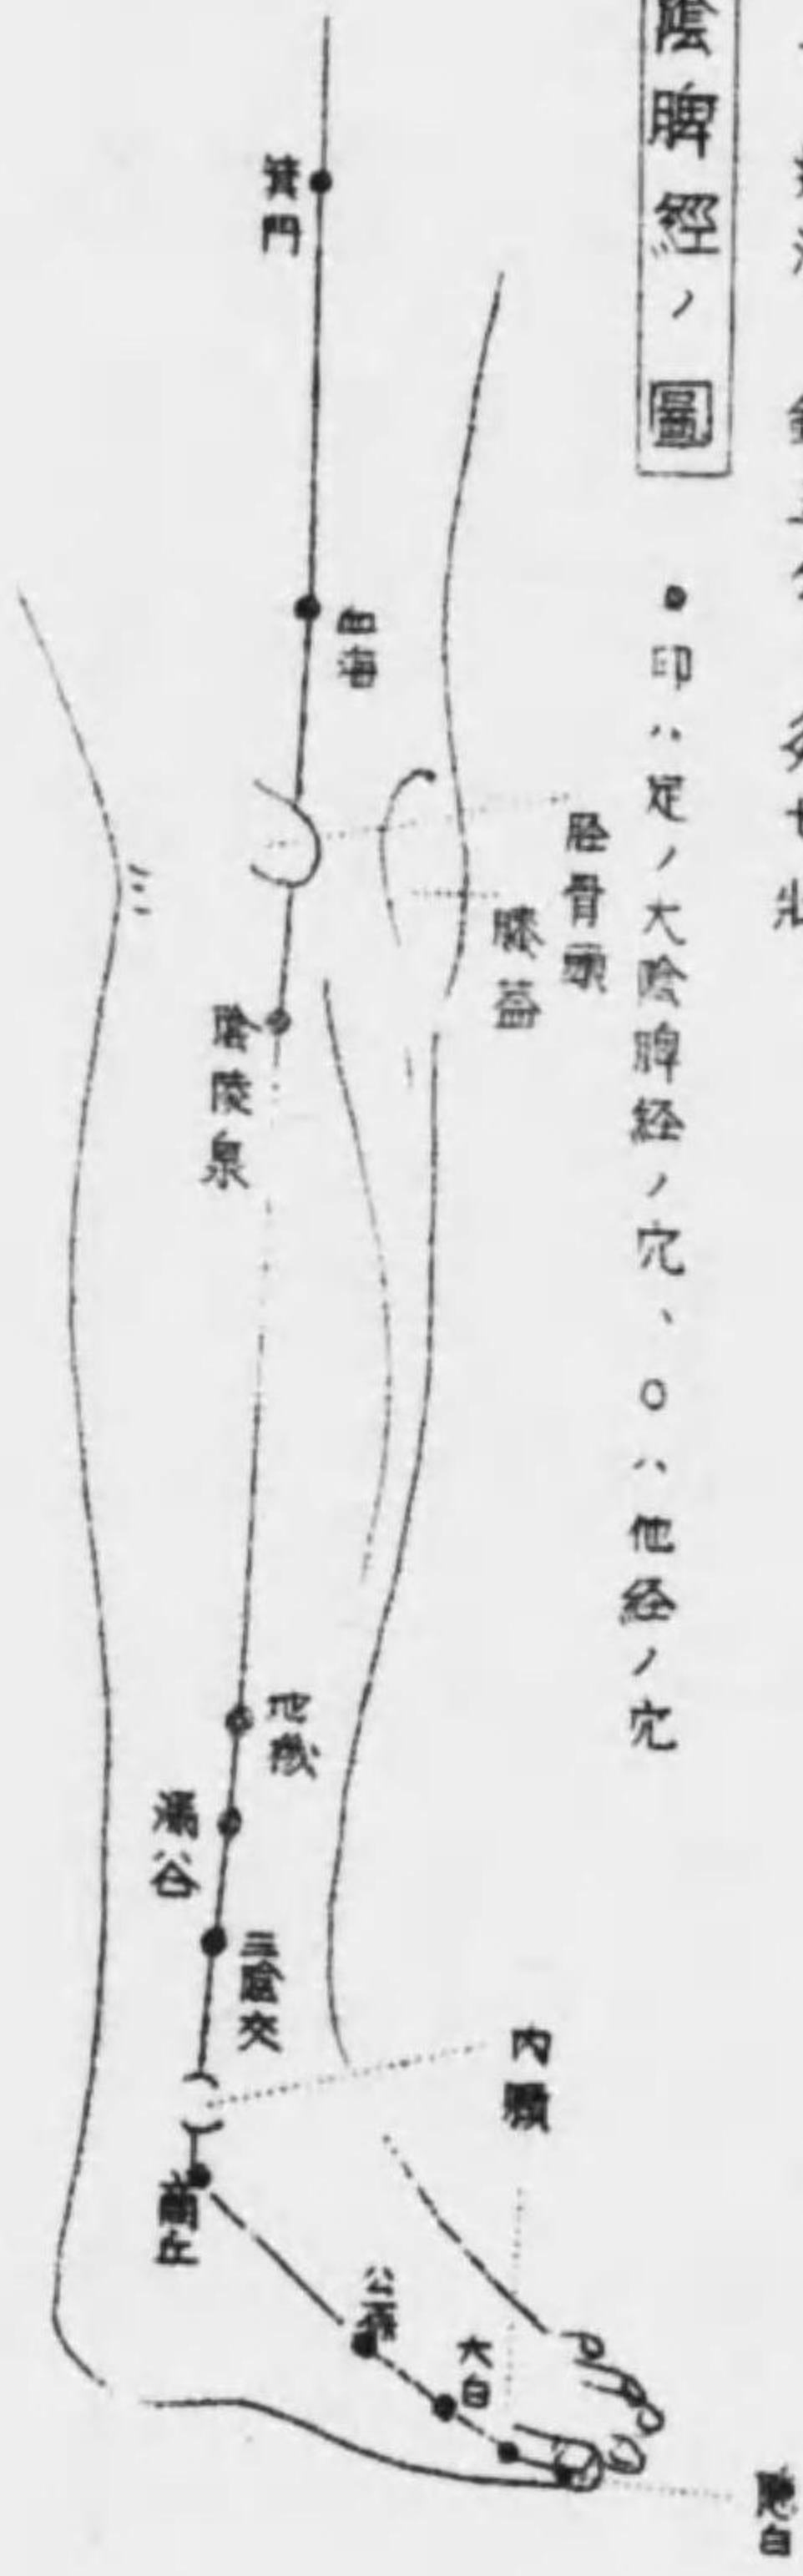 陰脾經ノ圖
●印ハ足ノ大陰脾経ノ穴、○ハ他経ノ穴
箕門
血海
脛骨頭
膝蓋
陰陵泉
地機
漏谷
三陰交
内顆
商丘
公孫
大白
隠白